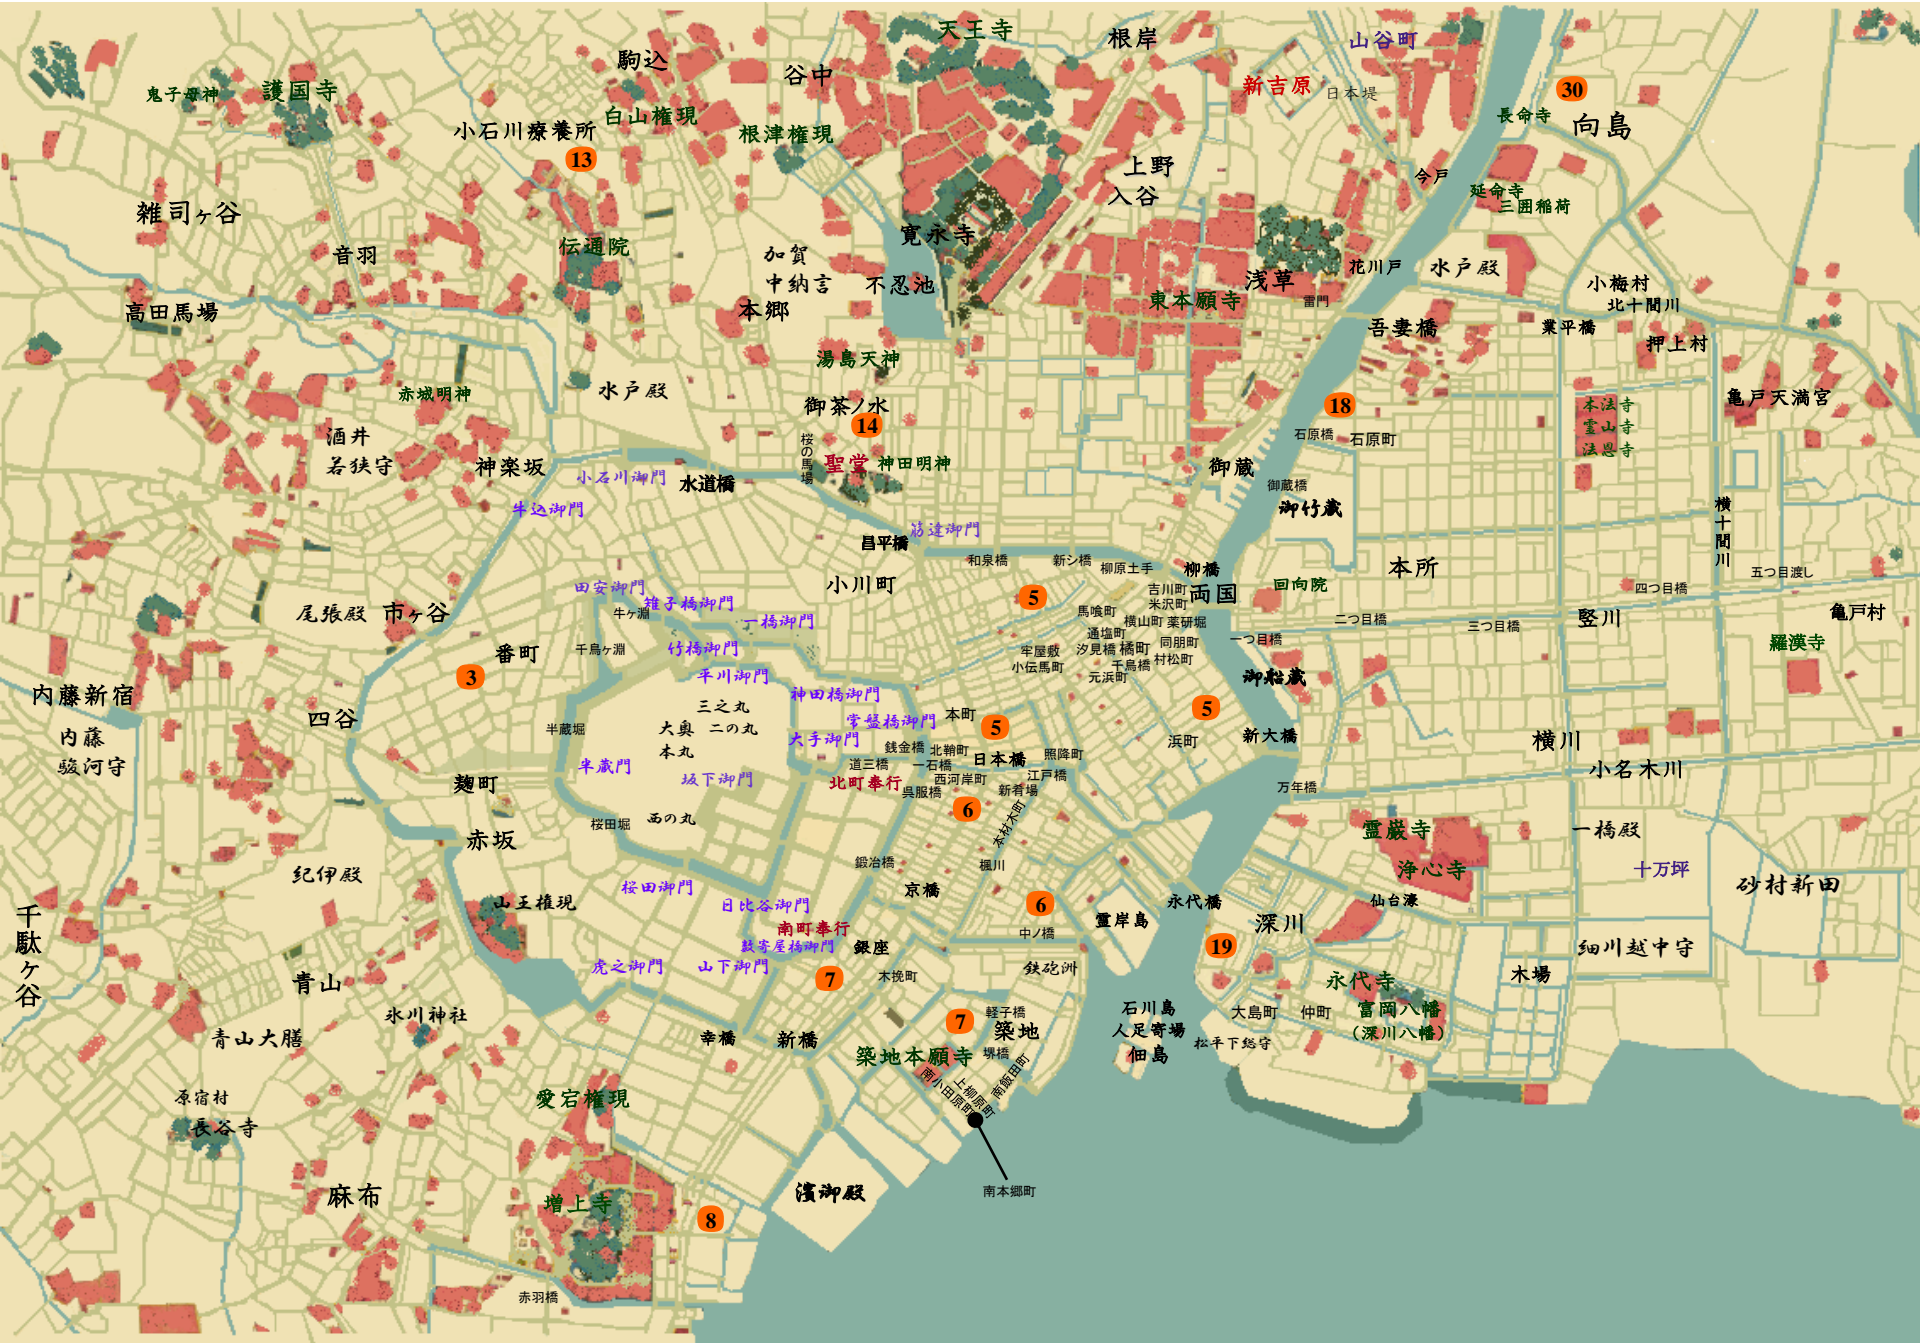 天王寺
根岸
山谷町
駒込
谷中
新吉原
日本堤
30
長命寺
向島
鬼子母神
護国寺
小石川療養所
13
白山権現
根津権現
上野
入谷
今戸
延命寺
三囲稲荷
雑司ヶ谷
音羽
伝通院
加賀
中納言
寛永寺
不忍池
浅草
花川戸
水戸殿
小梅村
北十間川
高田馬場
本郷
東本願寺
雷門
吾妻橋
業平橋
押上村
湯島天神
赤城明神
水戸殿
御茶ノ水
14
18
本法寺
霊山寺
法恩寺
亀戸天満宮
酒井
若狭守
神楽坂
小石川御門
水道橋
桜の馬場
聖堂
神田明神
石原橋
石原町
御蔵
御蔵橋
御竹蔵
牛込御門
昌平橋
筋違御門
横十間川
和泉橋
新シ橋
柳原土手
柳橋
両国
回向院
本所
五つ目渡し
四つ目橋
小川町
5
吉川町
米沢町
田安御門
雉子橋御門
牛ヶ淵
一橋御門
尾張殿
市ヶ谷
馬喰町
横山町
薬研堀
通塩町
同朋町
一つ目橋
二つ目橋
三つ目橋
竪川
亀戸村
羅漢寺
番町
千鳥ヶ淵
竹橋御門
牢屋敷
汐見橋
橘町
小伝馬町
千鳥橋
村松町
元浜町
御船蔵
3
平川御門
神田橋御門
内藤新宿
四谷
三之丸
大奥
二の丸
本丸
常盤橋御門
大手御門
本町
5
5
浜町
新大橋
横川
小名木川
内藤
駿河守
半蔵堀
半蔵門
坂下御門
銭金橋
北鞘町
道三橋
一石橋
日本橋
照降町
北町奉行
呉服橋
西河岸町
江戸橋
新肴場
万年橋
麹町
西の丸
桜田堀
6
本材木町
霊巌寺
一橋殿
赤坂
鍛冶橋
楓川
浄心寺
十万坪
砂村新田
紀伊殿
桜田御門
京橋
山王権現
日比谷御門
6
霊岸島
永代橋
仙台濠
千駄ヶ谷
南町奉行
数寄屋橋御門
銀座
中ノ橋
19
深川
細川越中守
虎之御門
山下御門
7
木挽町
鉄砲洲
永代寺
木場
青山
氷川神社
7
軽子橋
石川島
人足寄場
佃島
大島町
仲町
富岡八幡
(深川八幡)
松平下総守
青山大膳
幸橋
新橋
築地
築地本願寺
堺橋
南小田原町
上柳原町
南飯田町
愛宕権現
原宿村
長谷寺
南本郷町
麻布
増上寺
8
濱御殿
赤羽橋